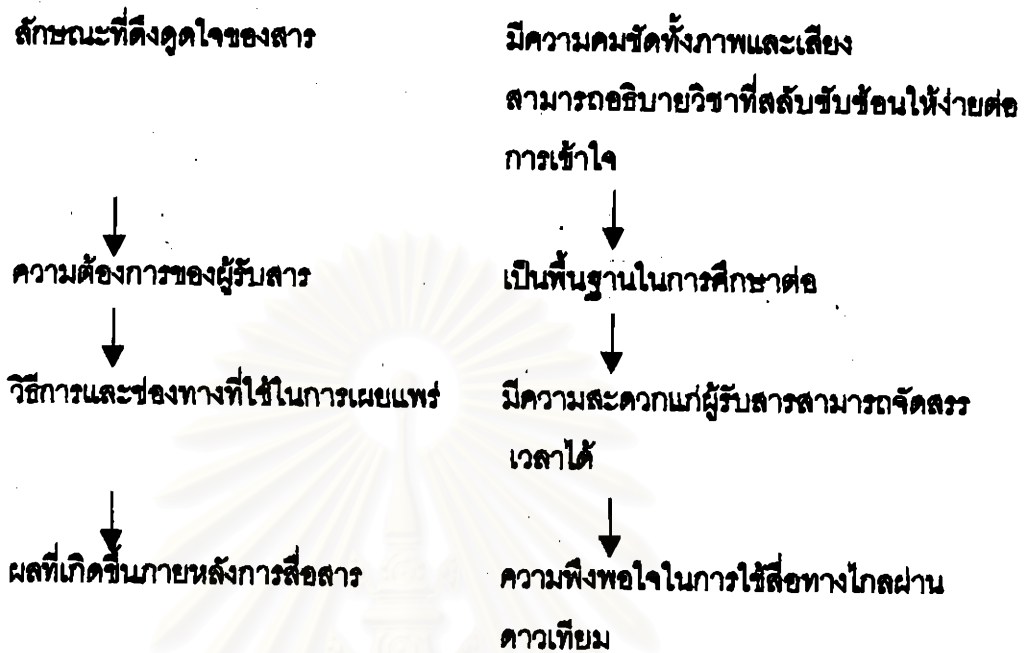 ลักษณะที่ดึงดูดใจของสาร
มีความคมชัดทั้งภาพและเสียง
สามารถอธิบายวิชาที่สลับซับซ้อนให้ง่ายต่อ
การเข้าใจ
ความต้องการของผู้รับสาร
เป็นพื้นฐานในการศึกษาต่อ
วิธีการและช่องทางที่ใช้ในการเผยแพร่
มีความสะดวกแก่ผู้รับสารสามารถจัดสรร
เวลาได้
ผลที่เกิดขึ้นภายหลังการสื่อสาร
ความพึงพอใจในการใช้สื่อทางไกลผ่าน
ดาวเทียม